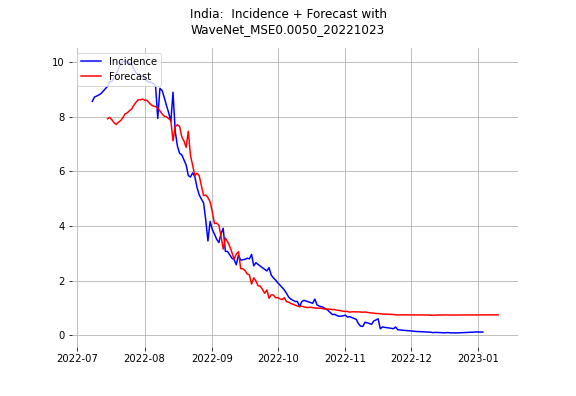 India:  Incidence + Forecast with
WaveNet_MSE0.0050_20221023
10
8
6
4
2
0
Incidence
Forecast
2022-07 2022-08 2022-09 2022-10 2022-11 2022-12 2023-01